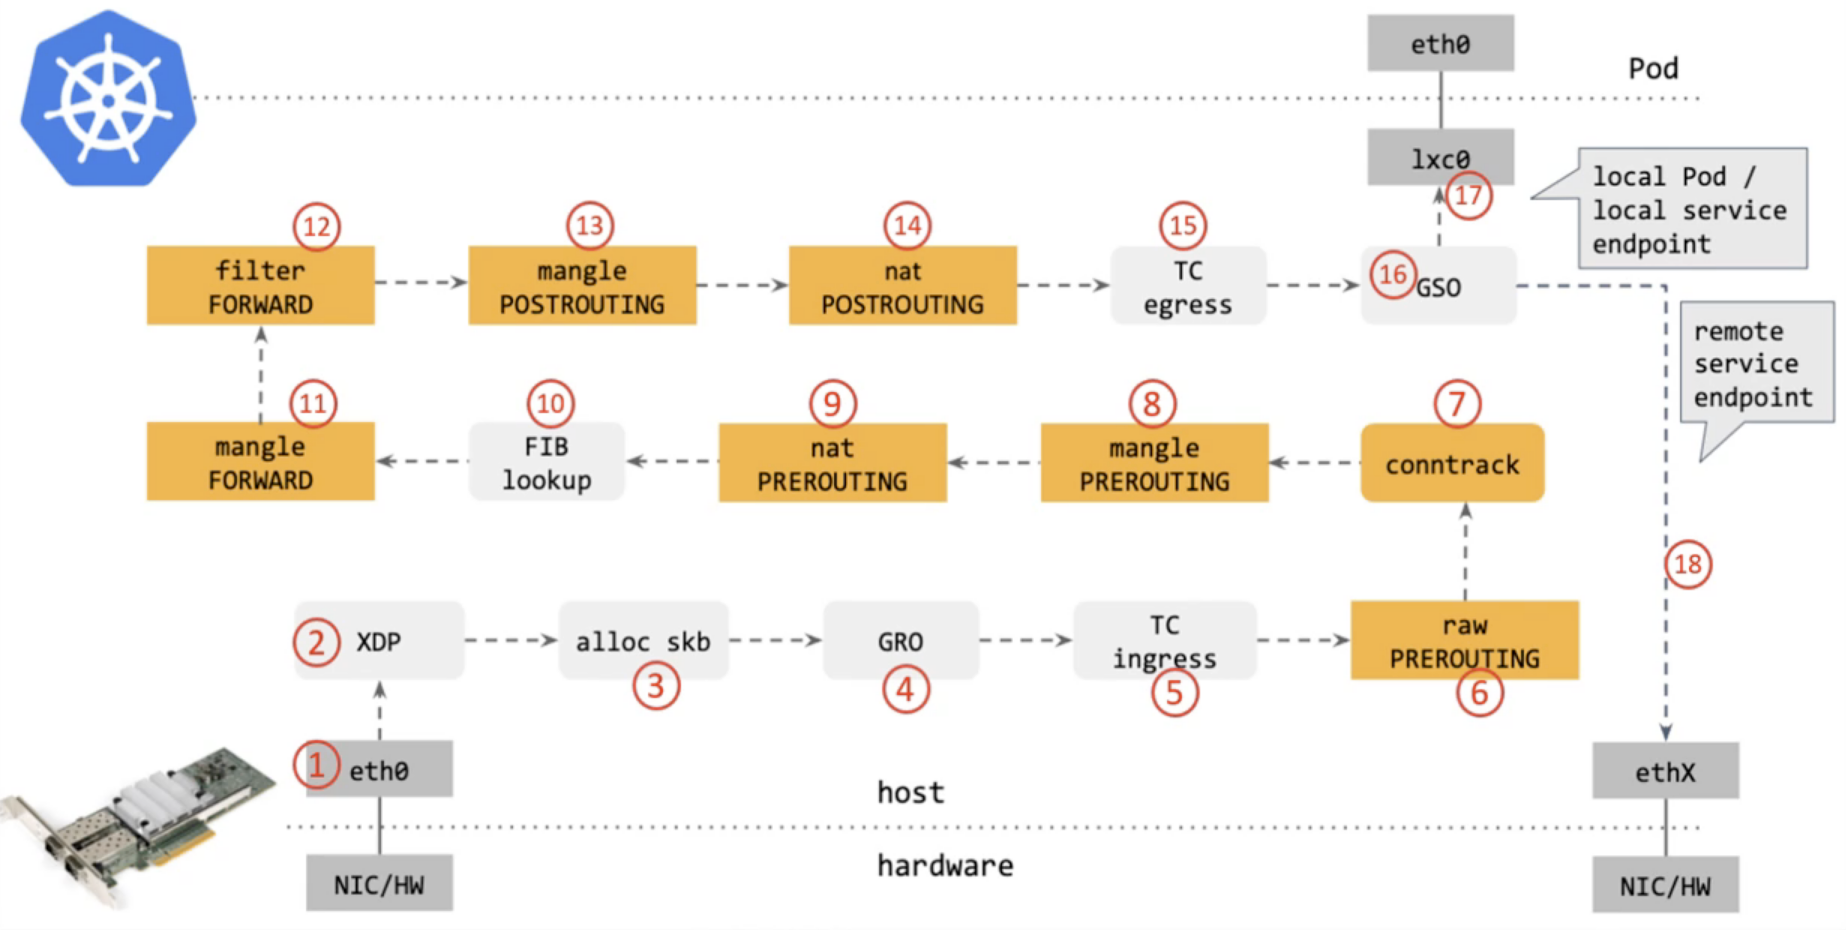 eth0
Pod
lxc0
17
local Pod /
local service
endpoint
12
13
14
15
filter
FORWARD
mangle
POSTROUTING
nat
POSTROUTING
TC
egress
16
GSO
remote
service
endpoint
11
10
9
8
7
mangle
FORWARD
FIB
lookup
nat
PREROUTING
mangle
PREROUTING
conntrack
18
2
XDP
alloc skb
3
GRO
4
TC
ingress
5
raw
PREROUTING
6
1
eth0
host
ethX
hardware
NIC/HW
NIC/HW